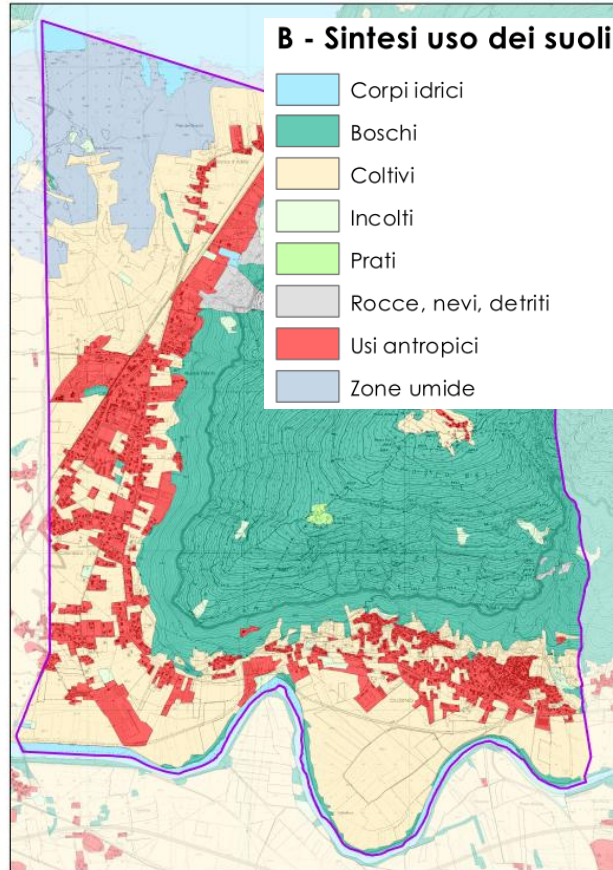 B - Sintesi uso dei suoli
Corpi idrici
Boschi
Coltivi
Incolti
Prati
Rocce, nevi, detriti
Usi antropici
Zone umide